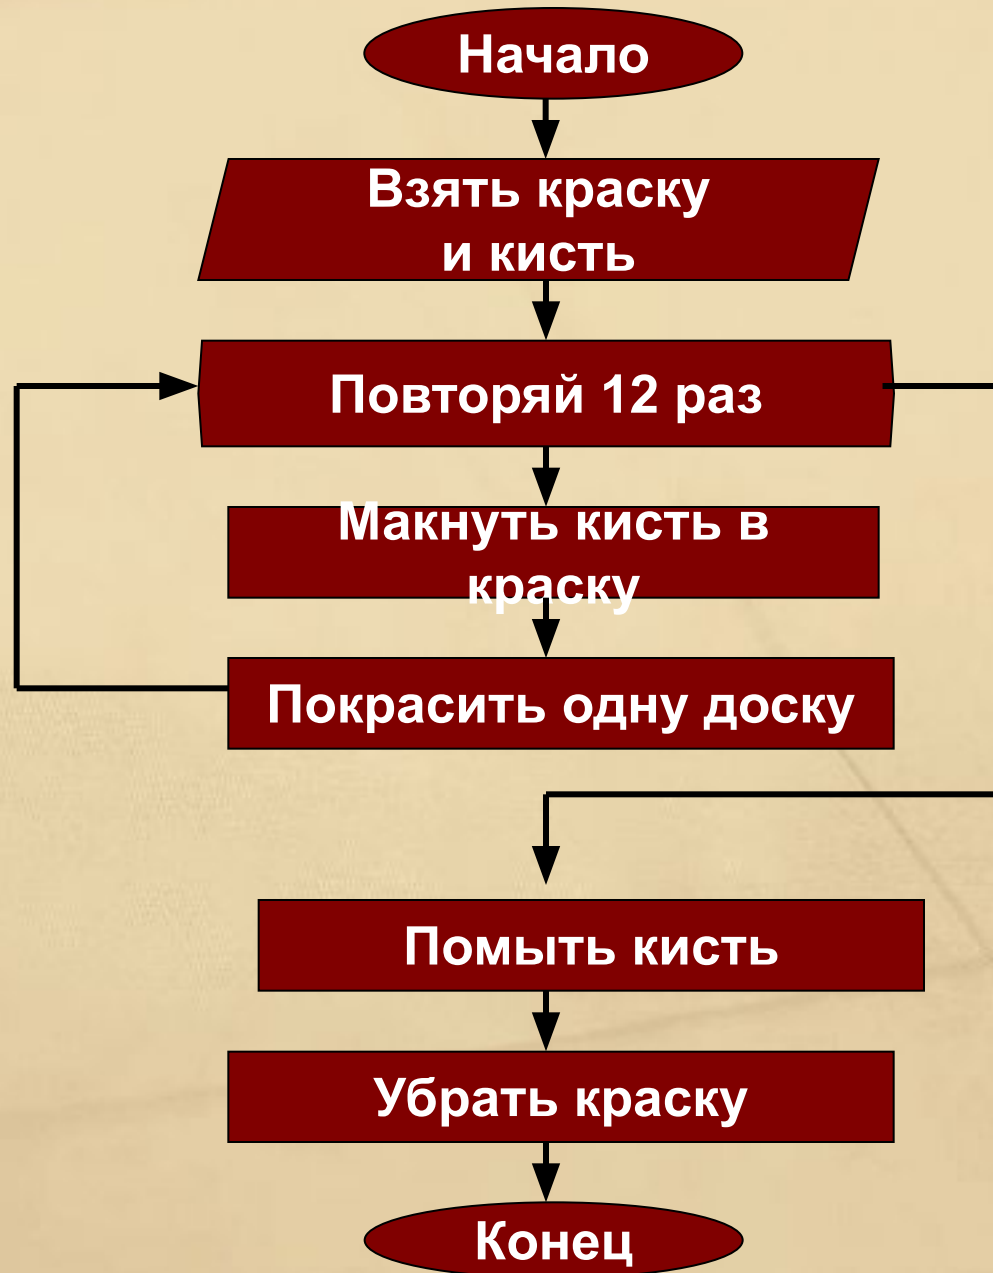 Начало
Взять краску
и кисть
Повторяй 12 раз
Макнуть кисть в
краску
Покрасить одну доску
Помыть кисть
Убрать краску
Конец